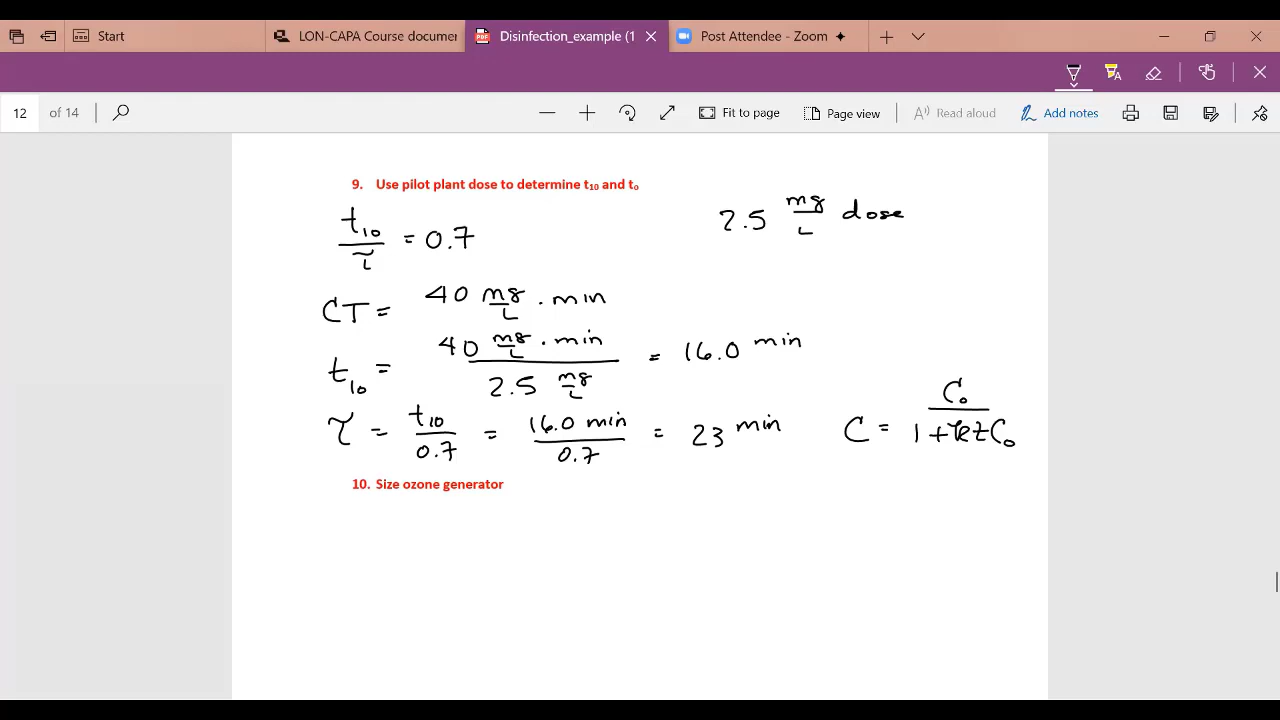 Start
LON-CAPA Course documen
Disinfection_example (1
Post Attendee - Zoom
12 of 14
Fit to page
Page view
Read aloud
Add notes
9. Use pilot plant dose to determine t₁₀ and t₀
t₁₀/τ = 0.7
2.5 mg/L dose
CT = 40 mg/L · min
t₁₀ = 40 mg/L · min / 2.5 mg/L = 16.0 min
τ = t₁₀/0.7 = 16.0 min/0.7 = 23 min
C = C₀/1+ktC₀
10. Size ozone generator